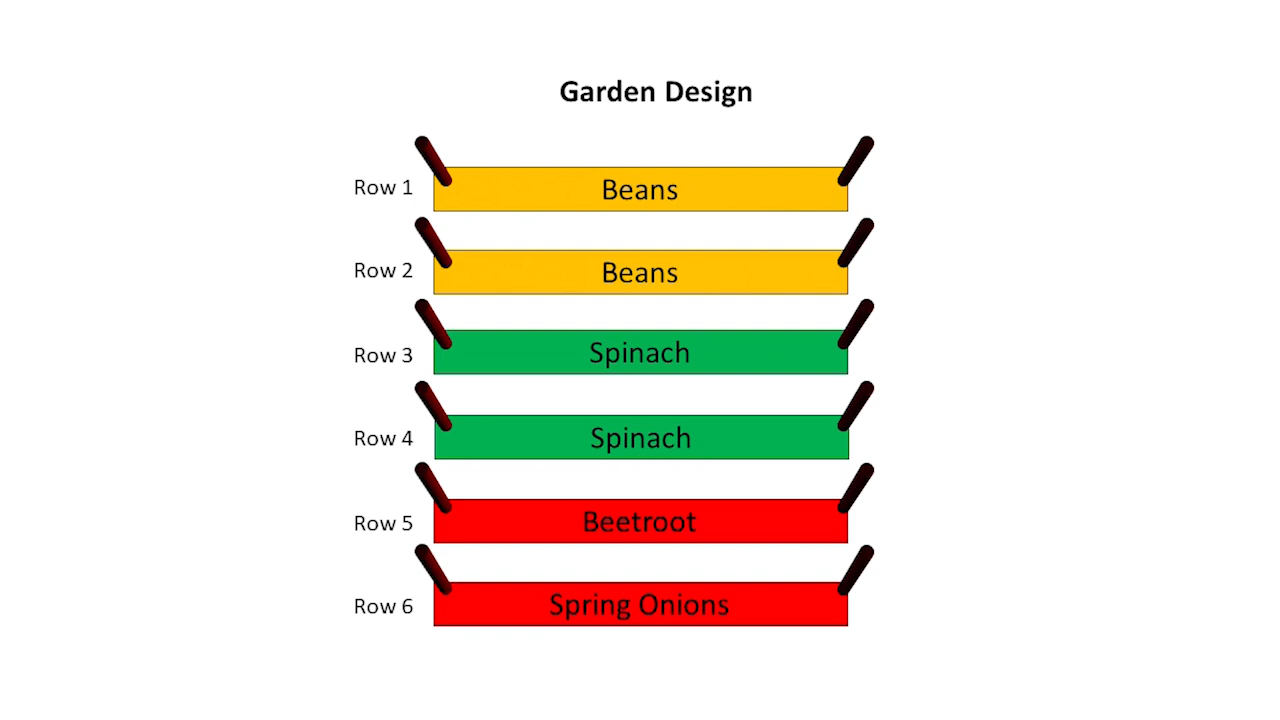 Garden Design
Row 1 Beans
Row 2 Beans
Row 3 Spinach
Row 4 Spinach
Row 5 Beetroot
Row 6 Spring Onions